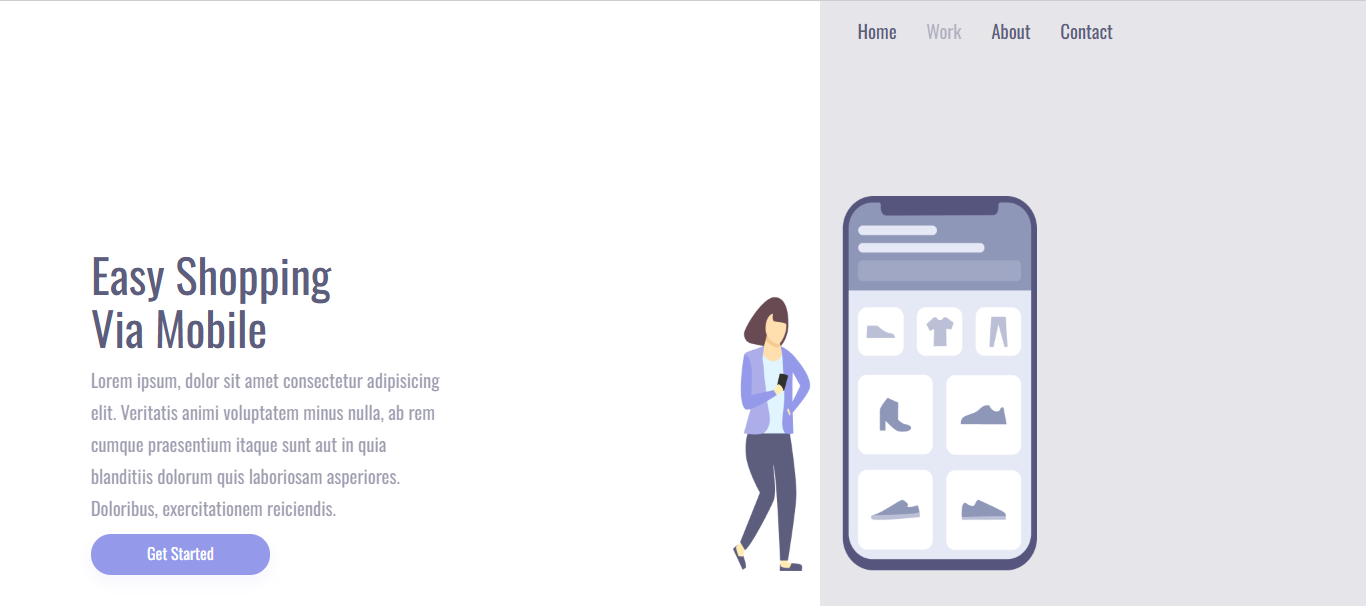 Home Work About Contact
Easy Shopping
Via Mobile
Lorem ipsum, dolor sit amet consectetur adipisicing
elit. Veritatis animi voluptatem minus nulla, ab rem
cumque praesentium itaque sunt aut in quia
blanditiis dolorum quis laboriosam asperiores.
Doloribus, exercitationem reiciendis.
Get Started